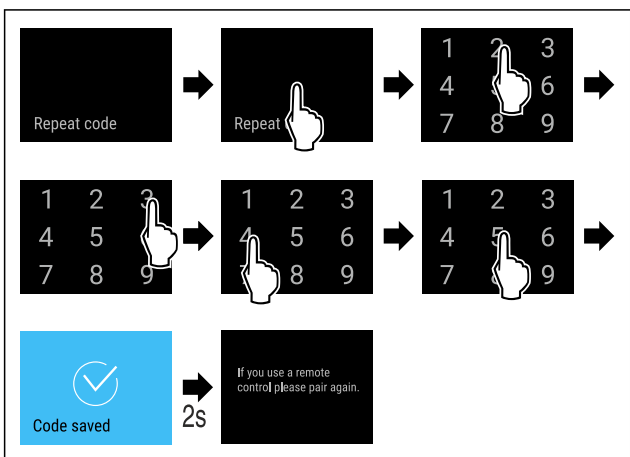 Repeat code
Repeat
1 2 3
4 6
7 8 9
1 2 3
4 5
7 8 9
1 2 3
4 5 6
8 9
1 2 3
4 5 6
7 9
Code saved
2s
If you use a remote
control please pair again.